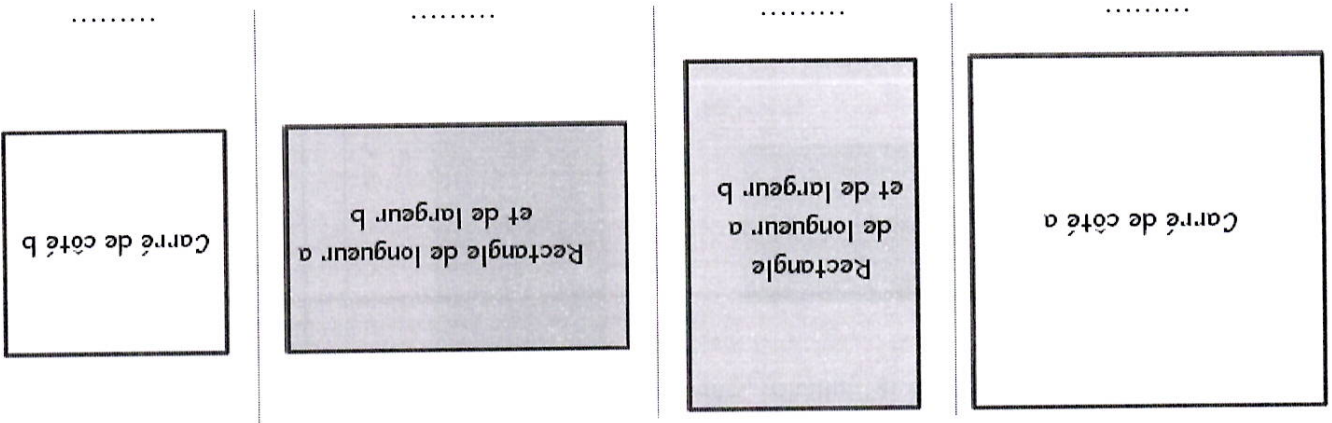 Carré de côté a
Rectangle
de longueur a
et de largeur b
Rectangle de longueur a
et de largeur b
Carré de côté b
.........
.........
.........
.........